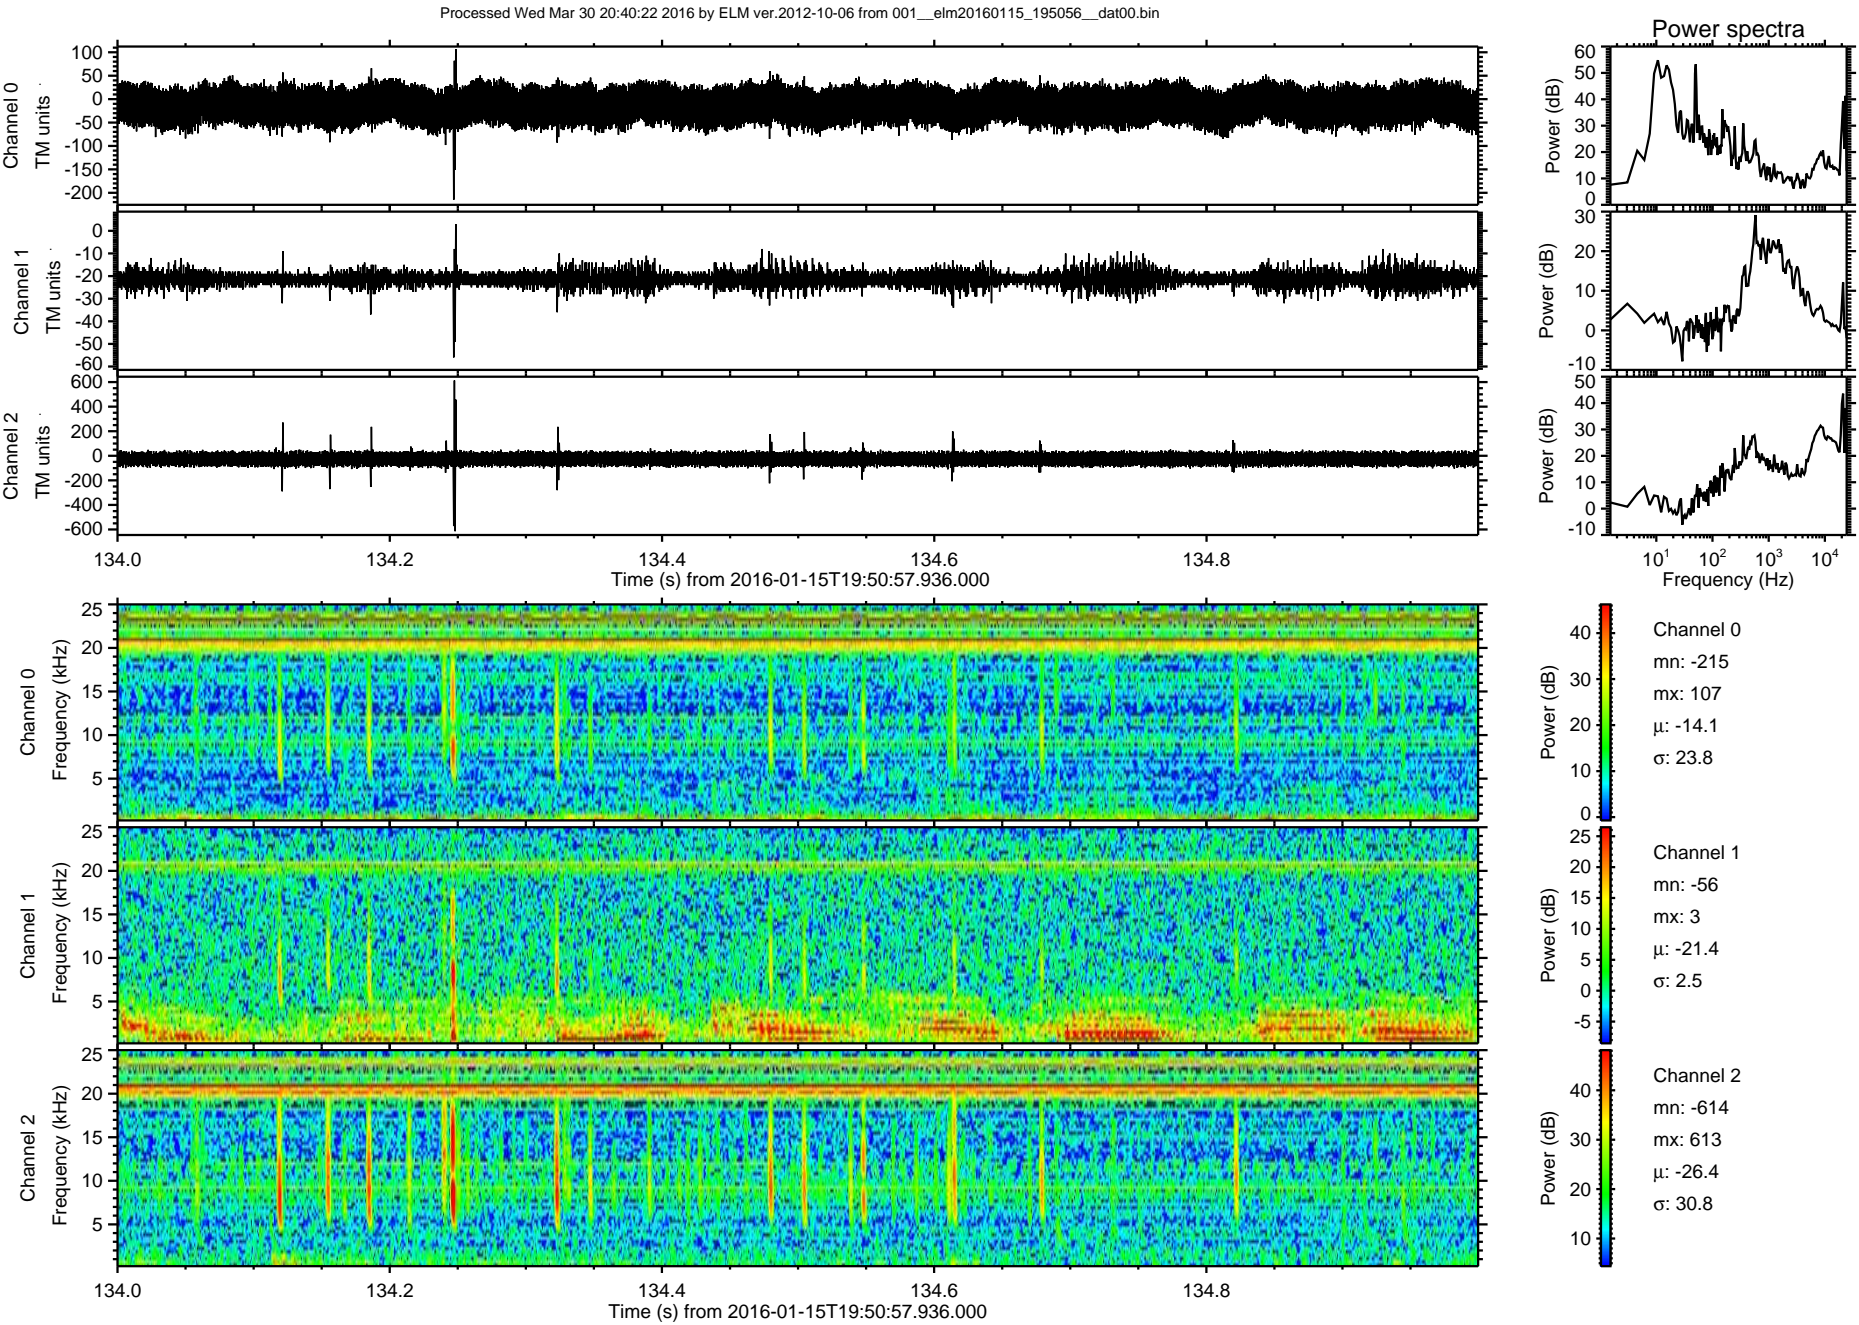 Processed Wed Mar 30 20:40:22 2016 by ELM ver.2012-10-06 from 001__elm20160115_195056__dat00.bin
Power spectra
Channel 0
TM units
100
50
0
-50
-100
-150
-200
Power (dB)
60
50
40
30
20
10
0
Channel 1
TM units
0
-10
-20
-30
-40
-50
-60
Power (dB)
30
20
10
0
-10
Channel 2
TM units
600
400
200
0
-200
-400
-600
Power (dB)
50
40
30
20
10
0
-10
134.0 134.2 134.4 134.6 134.8
Time (s) from 2016-01-15T19:50:57.936.000
10¹ 10² 10³ 10⁴
Frequency (Hz)
Channel 0
Frequency (kHz)
25
20
15
10
5
Power (dB)
40
30
20
10
0
Channel 0
mn: -215
mx: 107
μ: -14.1
σ: 23.8
Channel 1
Frequency (kHz)
25
20
15
10
5
Power (dB)
25
20
15
10
5
0
-5
Channel 1
mn: -56
mx: 3
μ: -21.4
σ: 2.5
Channel 2
Frequency (kHz)
25
20
15
10
5
Power (dB)
40
30
20
10
Channel 2
mn: -614
mx: 613
μ: -26.4
σ: 30.8
134.0 134.2 134.4 134.6 134.8
Time (s) from 2016-01-15T19:50:57.936.000